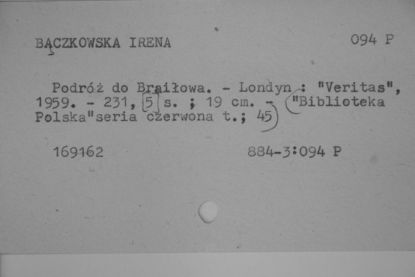 BĄCZKOWSKA IRENA 094 P
Podróż do Braiłowa. - Londyn : "Veritas",
1959. - 231, [5] s. ; 19 cm. - ("Biblioteka
Polska" seria czerwona t.; 45)
169162 884-3:094 P